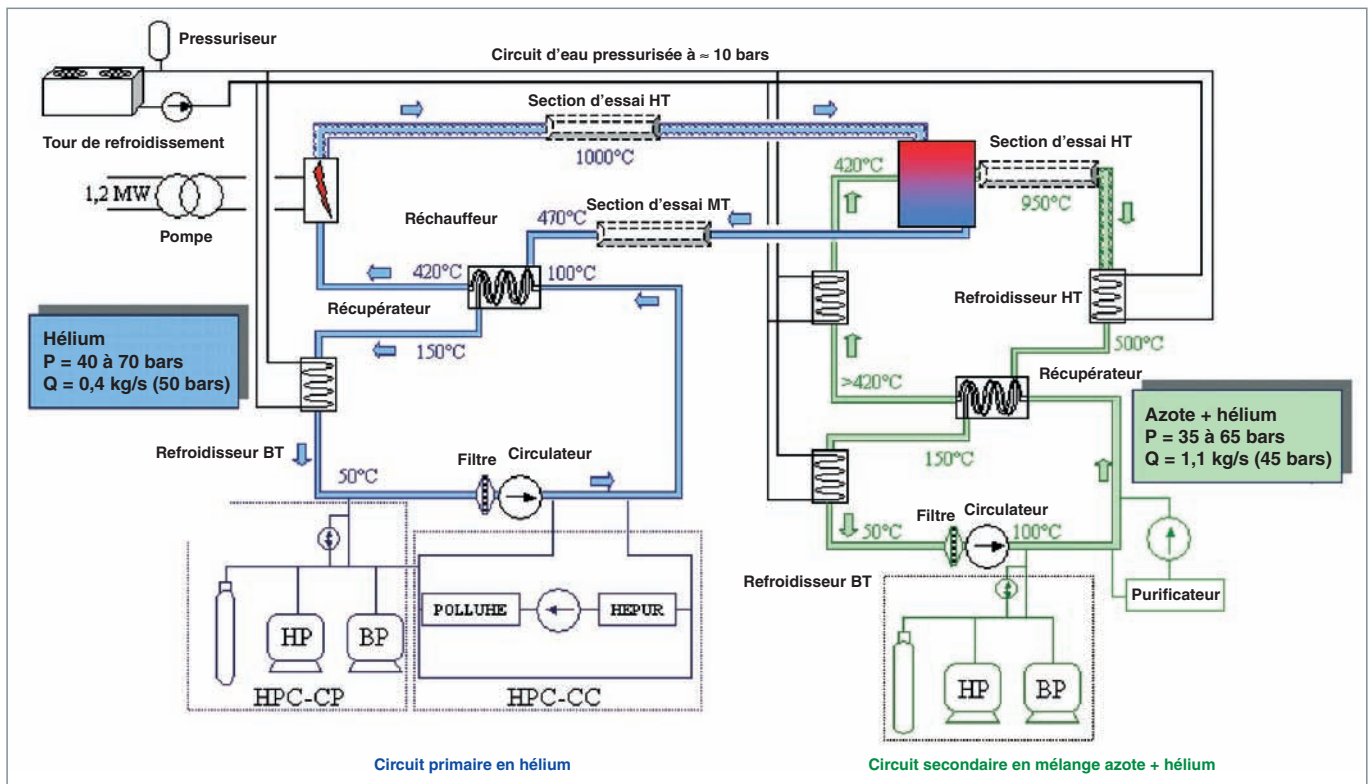 Pressuriseur
Circuit d'eau pressurisée à ≈ 10 bars
Tour de refroidissement
Section d'essai HT
1000°C
420°C
Section d'essai HT
950°C
1,2 MW
Pompe
Réchauffeur
470°C
Section d'essai MT
420°C
100°C
Récupérateur
150°C
Refroidisseur HT
500°C
Hélium
P = 40 à 70 bars
Q = 0,4 kg/s (50 bars)
>420°C
Récupérateur
Azote + hélium
P = 35 à 65 bars
Q = 1,1 kg/s (45 bars)
Refroidisseur BT
50°C
Filtre
Circulateur
150°C
50°C
Filtre
Circulateur
100°C
Refroidisseur BT
Purificateur
POLLUHE
HEPUR
HP
BP
HPC-CP
HPC-CC
HP
BP
Circuit primaire en hélium
Circuit secondaire en mélange azote + hélium